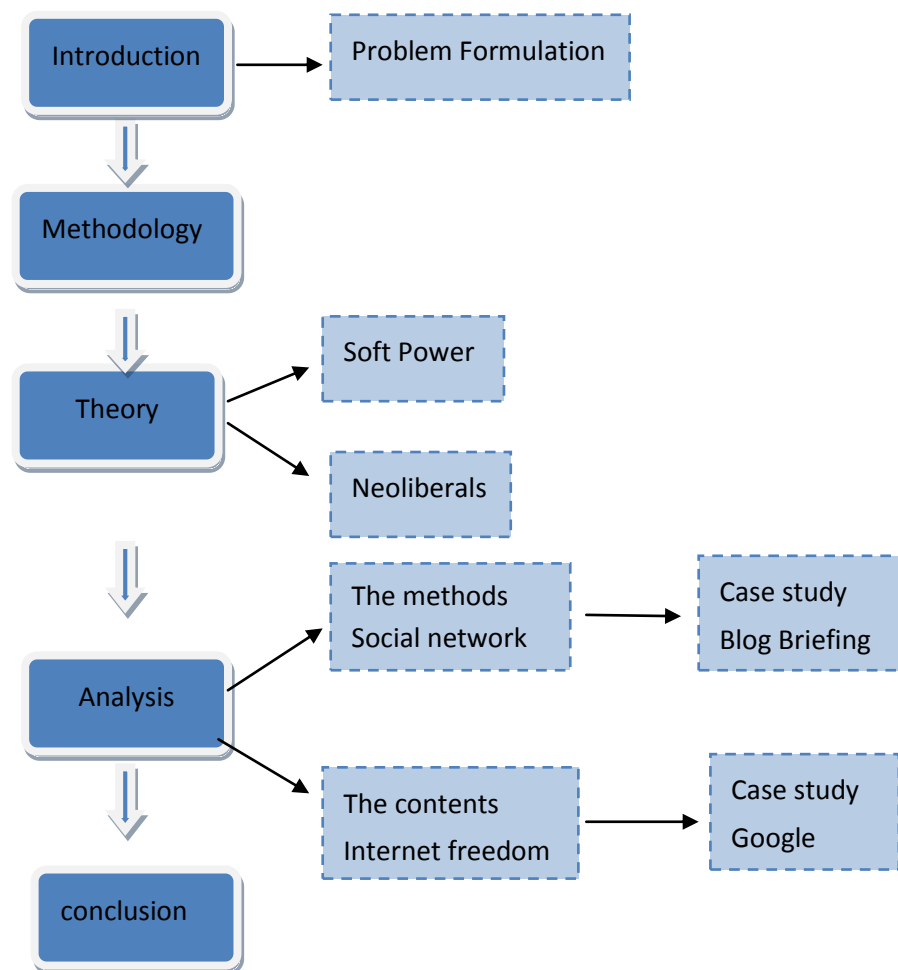 Introduction
Problem Formulation
Methodology
Soft Power
Theory
Neoliberals
The methods
Social network
Case study
Blog Briefing
Analysis
The contents
Internet freedom
Case study
Google
conclusion